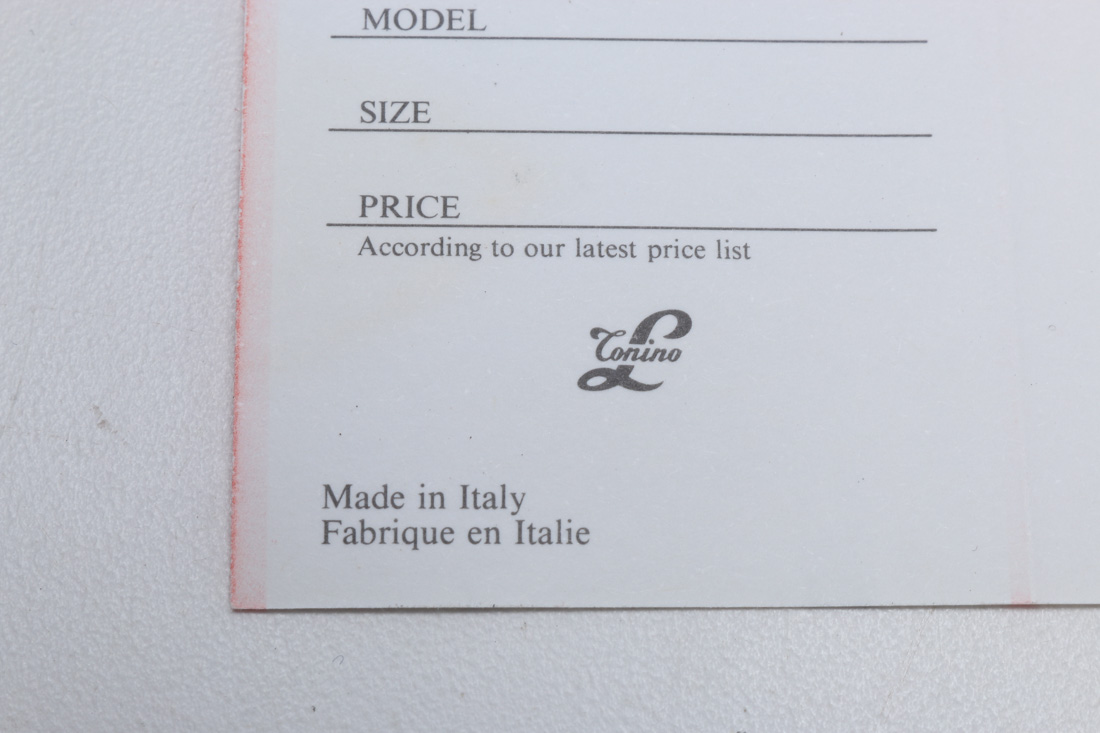 MODEL
SIZE
PRICE
According to our latest price list
L
Tonino
Made in Italy
Fabrique en Italie